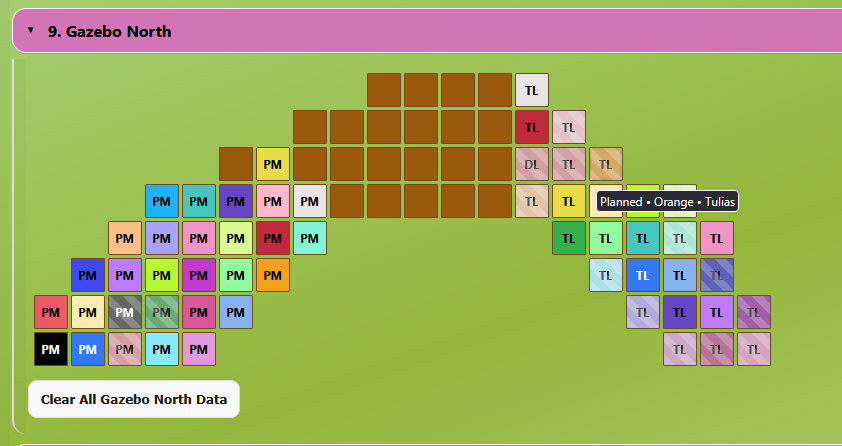 ▼ 9. Gazebo North
TL
TL TL
PM DL TL TL
PM PM PM PM PM TL TL Planned • Orange • Tulias
PM PM PM PM PM PM TL TL TL TL TL
PM PM PM PM PM PM TL TL TL TL
PM PM PM PM PM PM TL TL TL TL
PM PM PM PM PM TL TL TL
Clear All Gazebo North Data